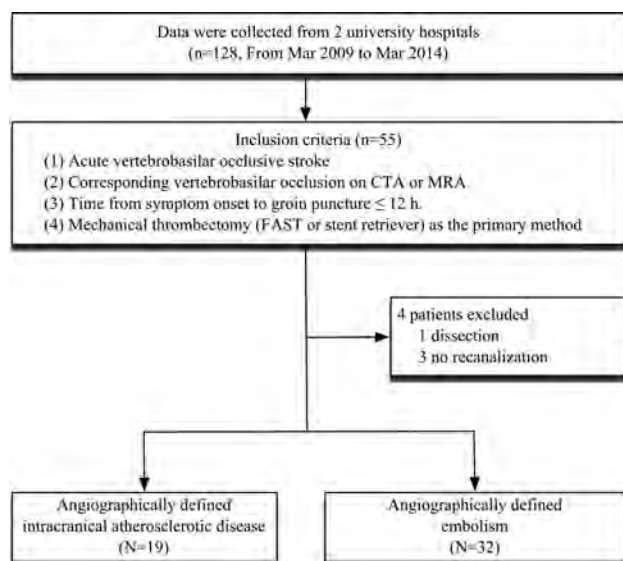 Data were collected from 2 university hospitals
(n=128, From Mar 2009 to Mar 2014)
Inclusion criteria (n=55)
(1) Acute vertebrobasilar occlusive stroke
(2) Corresponding vertebrobasilar occlusion on CTA or MRA
(3) Time from symptom onset to groin puncture ≤ 12 h.
(4) Mechanical thrombectomy (FAST or stent retriever) as the primary method
4 patients excluded
1 dissection
3 no recanalization
Angiographically defined
intracranical atherosclerotic disease
(N=19)
Angiographically defined
embolism
(N=32)